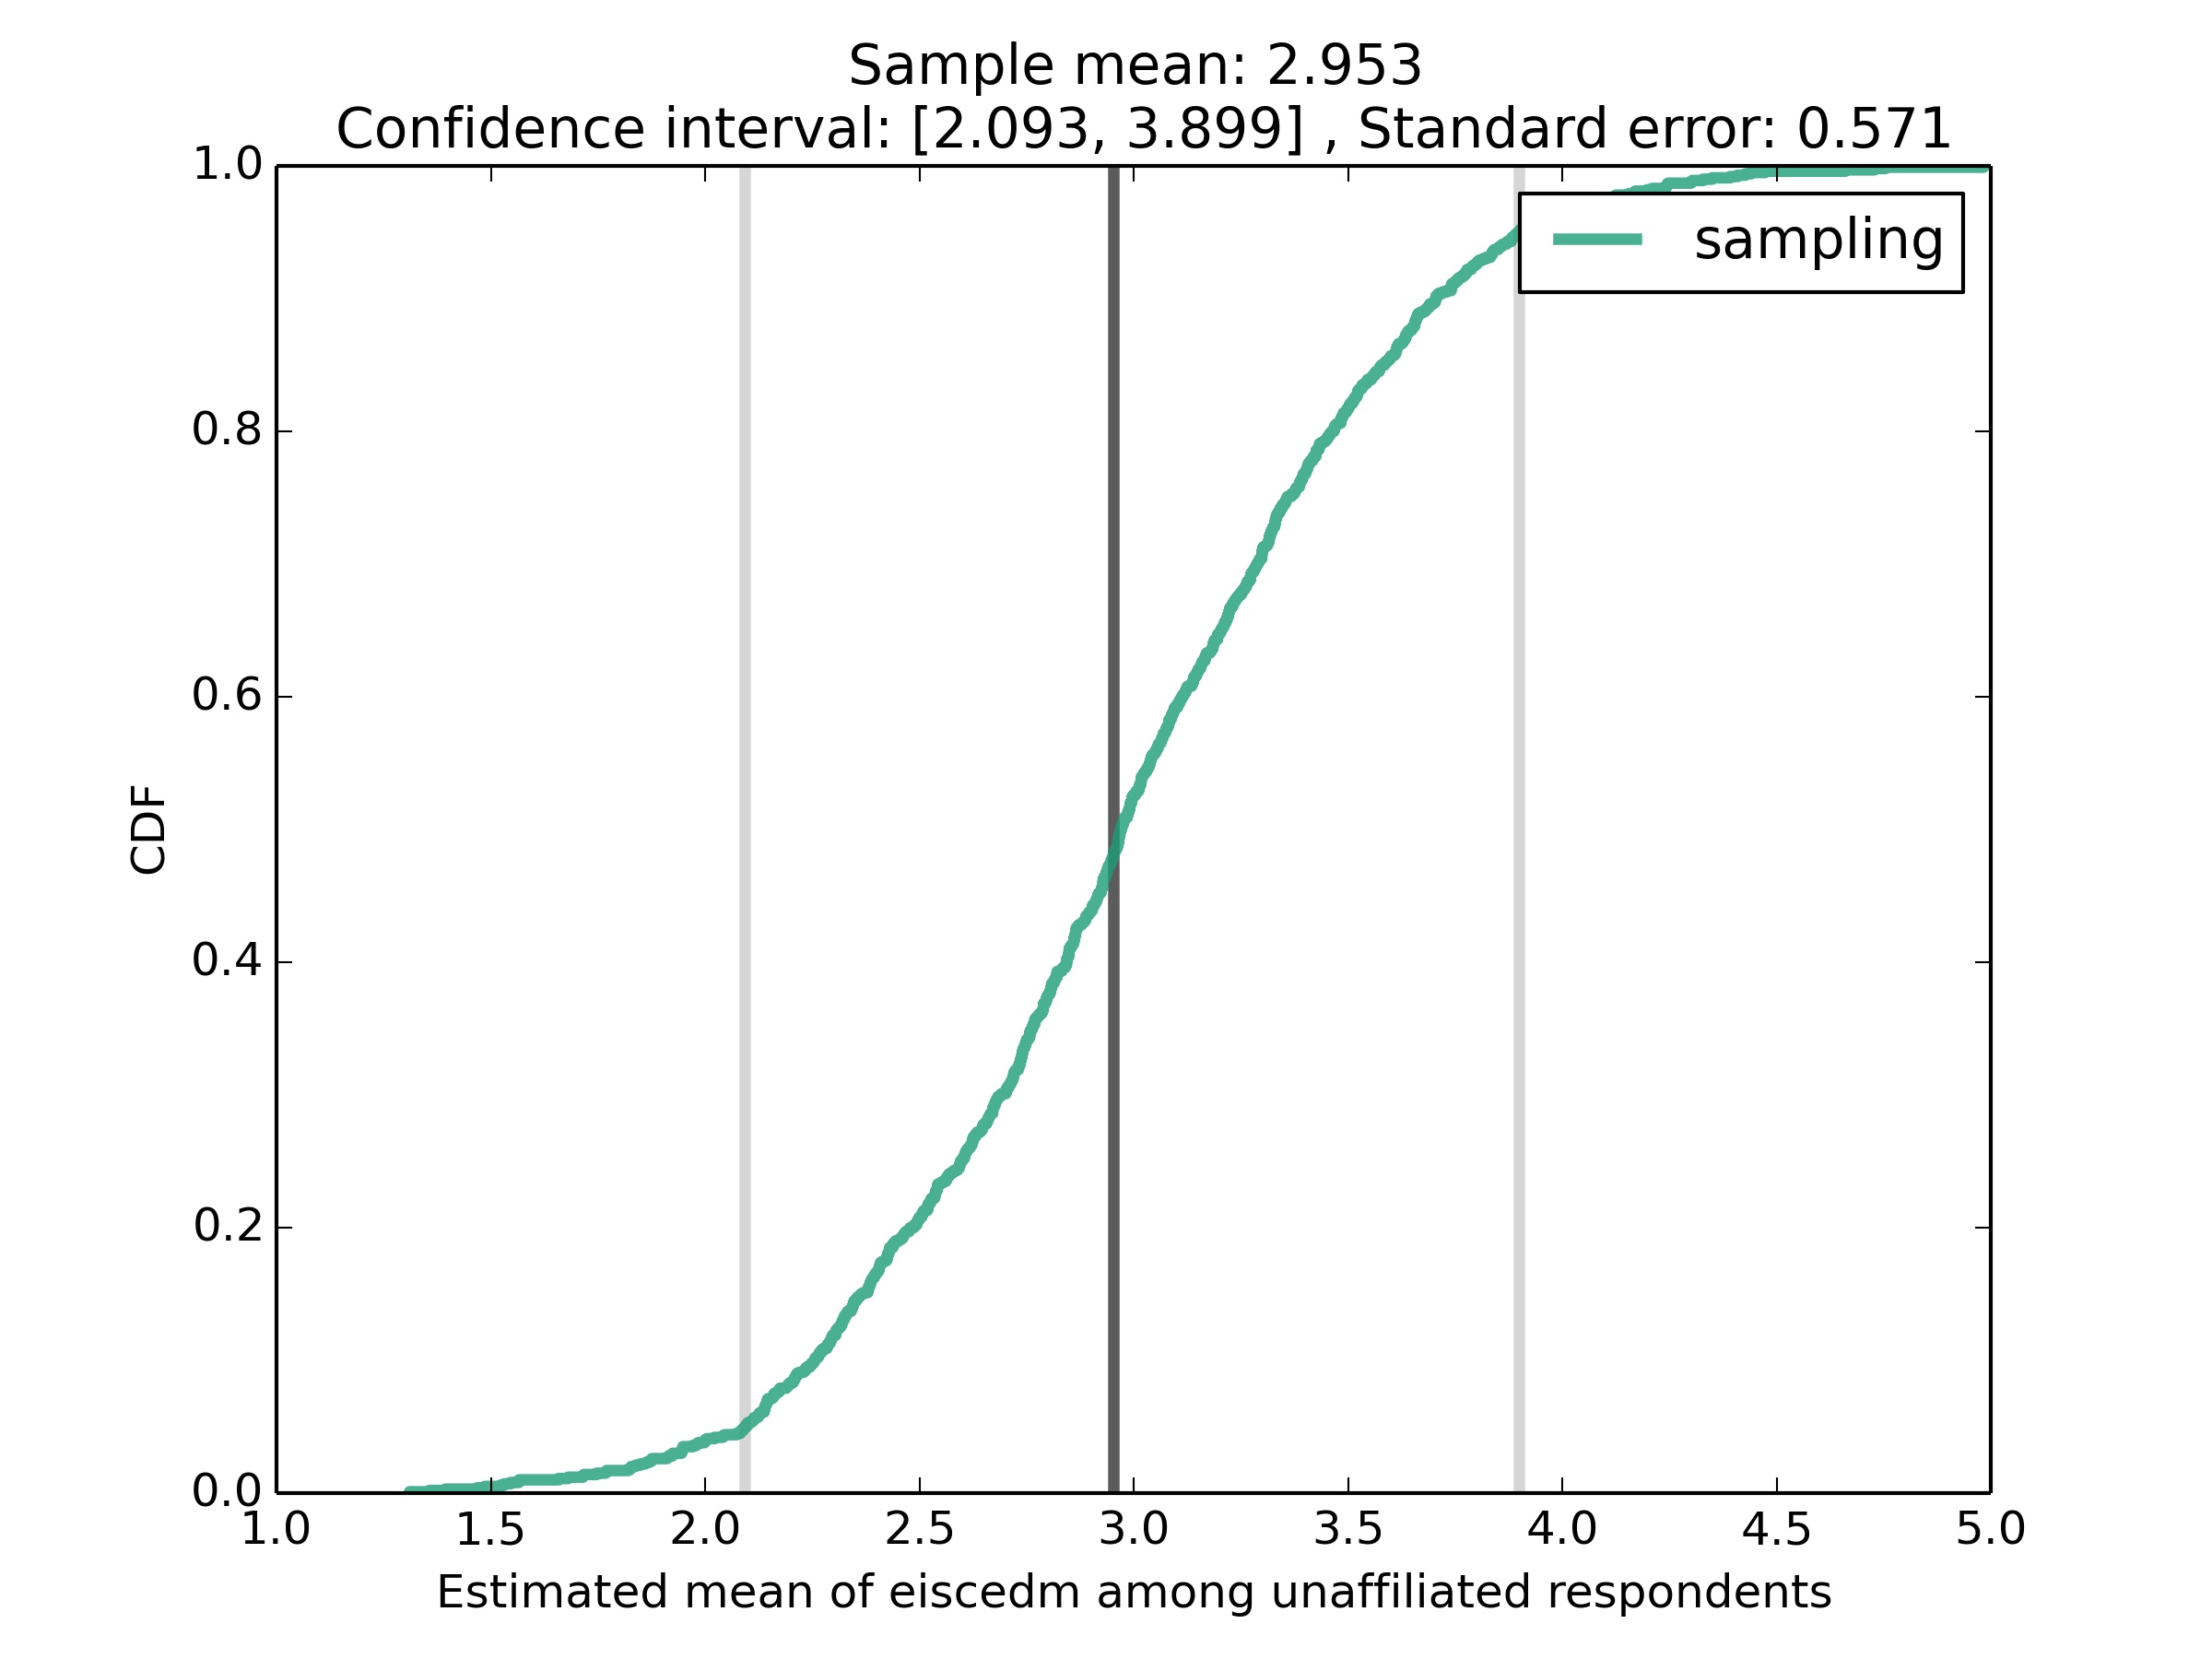 Sample mean: 2.953
Confidence interval: [2.093, 3.899] , Standard error: 0.571
1.0
0.8
0.6
0.4
0.2
0.0
CDF
sampling
1.0 1.5 2.0 2.5 3.0 3.5 4.0 4.5 5.0
Estimated mean of eiscedm among unaffiliated respondents